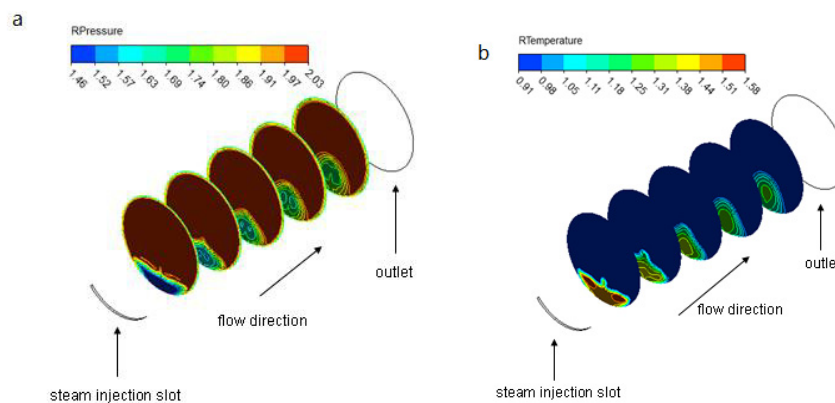 a
RPressure
1.46 1.52 1.57 1.63 1.69 1.74 1.80 1.86 1.91 1.97 2.03
outlet
flow direction
steam injection slot
b
RTemperature
0.91 0.98 1.05 1.11 1.18 1.25 1.31 1.38 1.44 1.51 1.58
outlet
flow direction
steam injection slot